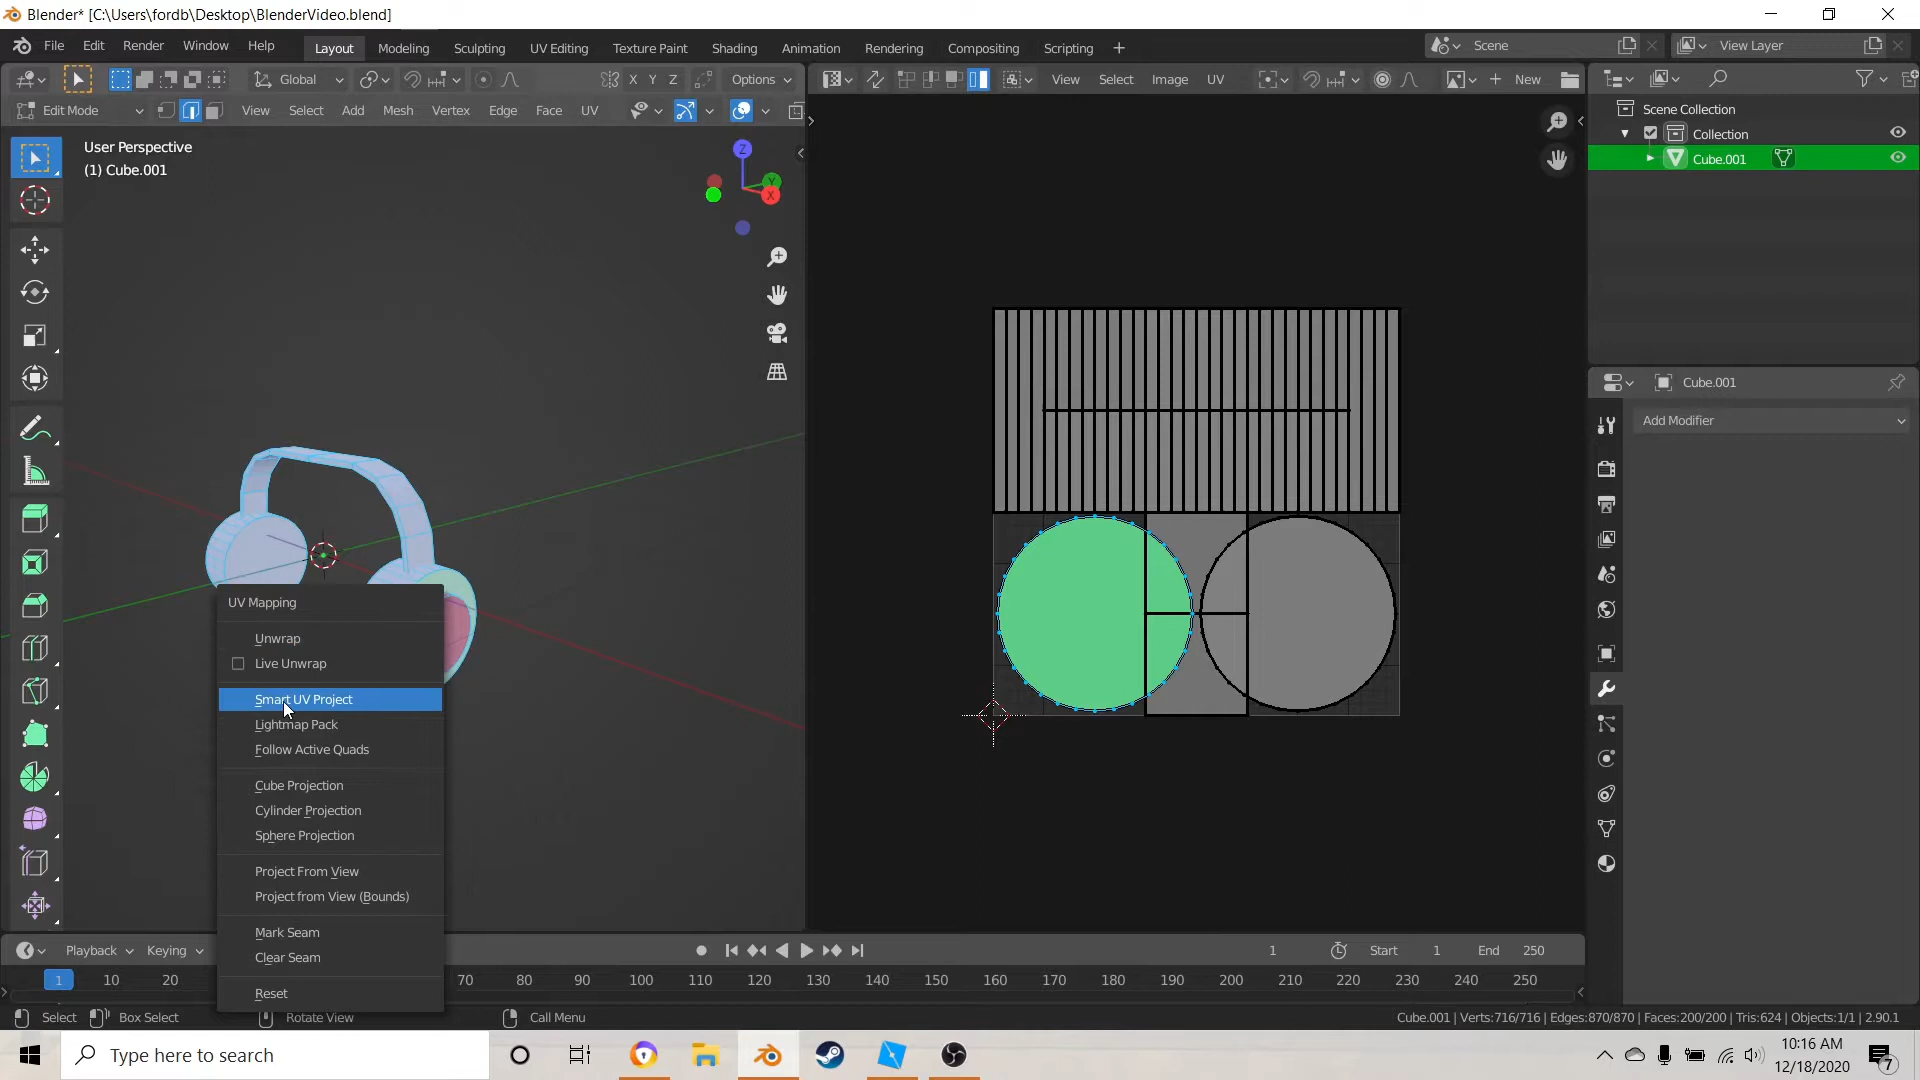 Blender* [C:\Users\fordb\Desktop\BlenderVideo.blend]
File Edit Render Window Help Layout Modeling Sculpting UV Editing Texture Paint Shading Animation Rendering Compositing Scripting + Scene View Layer
Global X Y Z Options View Select Image UV New
Edit Mode View Select Add Mesh Vertex Edge Face UV
Scene Collection
Collection
Cube.001
User Perspective
(1) Cube.001
Z
Y
X
Cube.001
Add Modifier
UV Mapping
Unwrap
Live Unwrap
Smart UV Project
Lightmap Pack
Follow Active Quads
Cube Projection
Cylinder Projection
Sphere Projection
Project From View
Project from View (Bounds)
Mark Seam
Clear Seam
Reset
Playback Keying 1 Start 1 End 250
1 10 20 70 80 90 100 110 120 130 140 150 160 170 180 190 200 210 220 230 240 250
Select Box Select Rotate View Call Menu Cube.001 | Verts:716/716 | Edges:870/870 | Faces:200/200 | Tris:624 | Objects:1/1 | 2.90.1
Type here to search
10:16 AM
12/18/2020
7